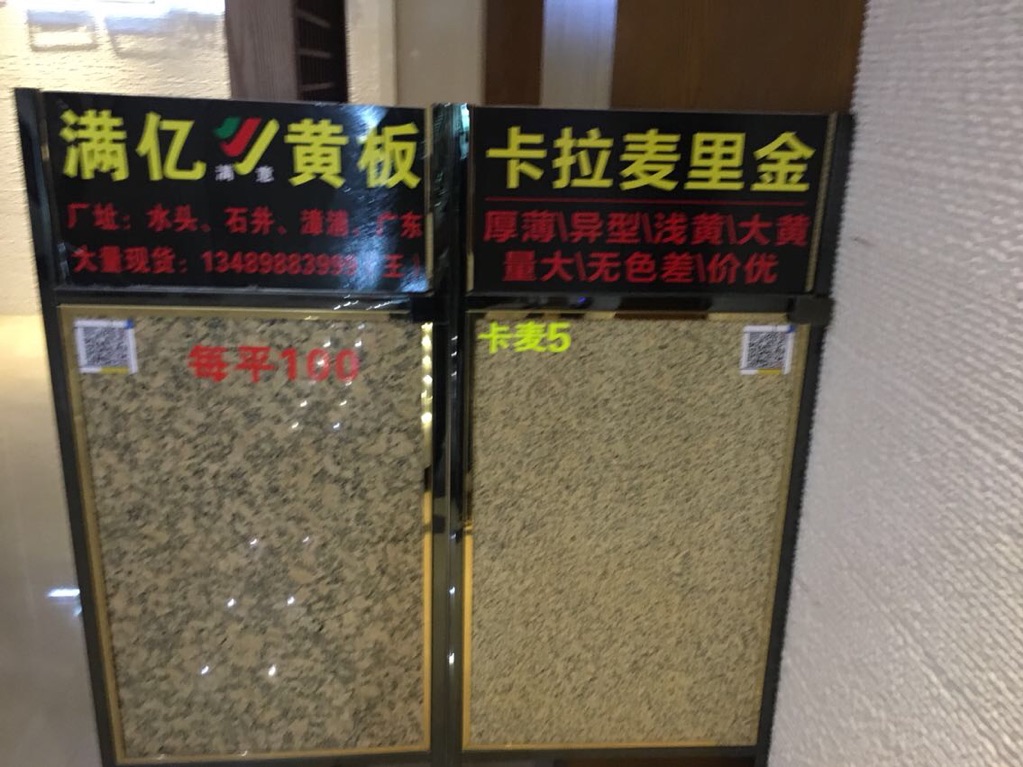 满亿 黄板
满 意
厂址：水头、石井、漳浦、广东
大量现货：1348988399 王
每平100
卡拉麦里金
厚薄\异型\浅黄\大黄
量大\无色差\价优
卡麦5